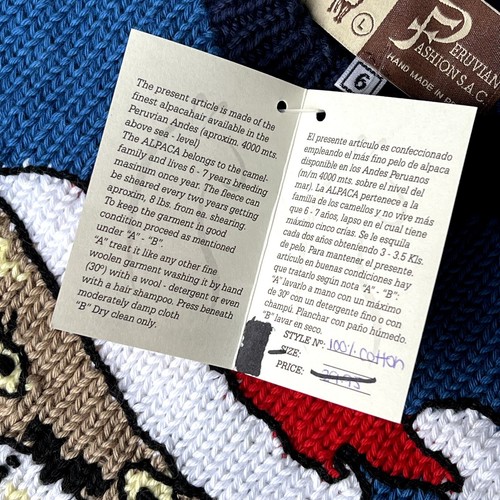 PERUVIAN
FASHION S.A.C.
HAND MADE IN
L
6
The present article is made of the
finest alpacahair available in the
Peruvian Andes (aproxim. 4000 mts.
above sea - level)
The ALPACA belongs to the camel
family and lives 6 - 7 years breeding
masinum once year. The fleece can
be sheared every two years getting
aproxim, 8 lbs. from ea. shearing.
To keep the garment in good
condition proceed as mentioned
under "A" - "B".
"A" treat it like any other fine
woolen garment washing it by hand
(30º) with a wool - detergent or even
with a hair shampoo. Press beneath
moderately damp cloth
"B" Dry clean only.
El presente artículo es confeccionado
empleando el más fino pelo de alpaca
disponible en los Andes Peruanos
(m/m 4000 mts. sobre el nivel del
mar). La ALPACA pertenece a la
familia de los camellos y no vive más
que 6 - 7 años, lapso en el cual tiene
máximo cinco crías. Se le esquila
cada dos años obteniendo 3 - 3.5 Kls.
de pelo. Para mantener el presente.
artículo en buenas condiciones hay
que tratarlo según nota "A" - "B":
"A" lavarlo a mano con un máximo
de 30º con un detergente fino o con
champú. Planchar con paño húmedo.
"B" lavar en seco.
STYLE Nº: 100% cotton
SIZE:
PRICE: 29.95